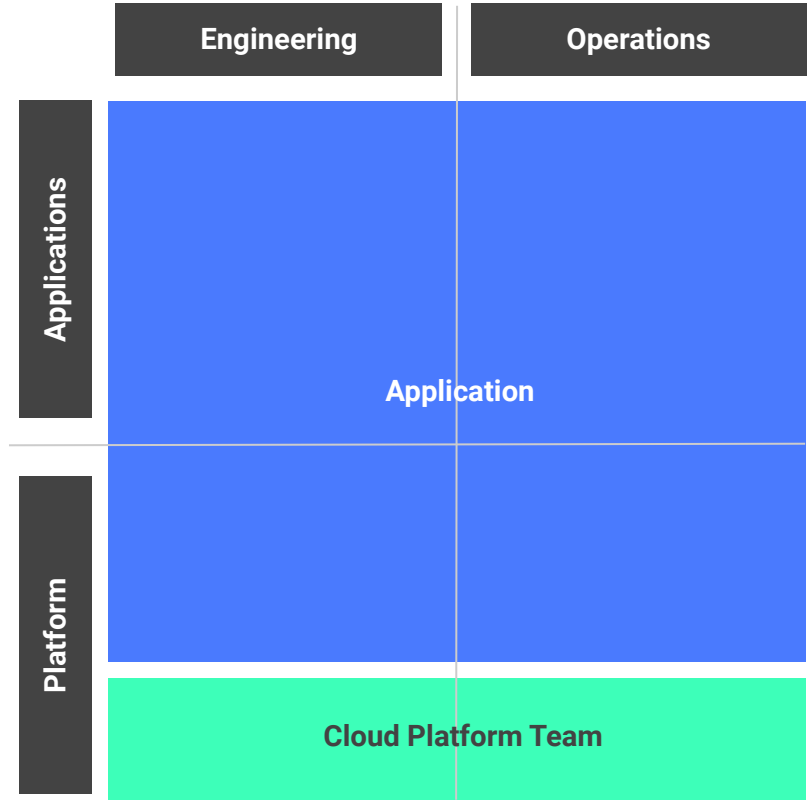 Engineering
Operations
Applications
Application
Platform
Cloud Platform Team